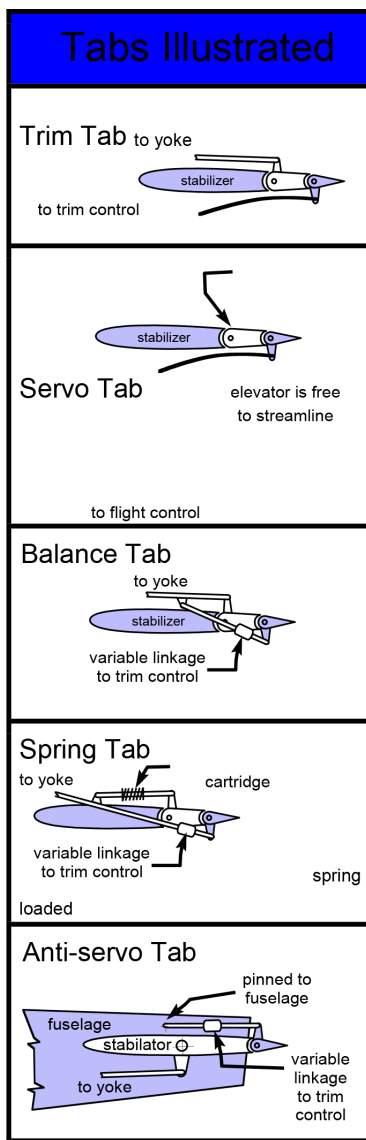 Tabs Illustrated
Trim Tab to yoke
stabilizer
to trim control
stabilizer
Servo Tab
elevator is free
to streamline
to flight control
Balance Tab
to yoke
stabilizer
variable linkage
to trim control
Spring Tab
to yoke
cartridge
variable linkage
to trim control
spring
loaded
Anti-servo Tab
pinned to
fuselage
fuselage
stabilator
to yoke
variable
linkage
to trim
control